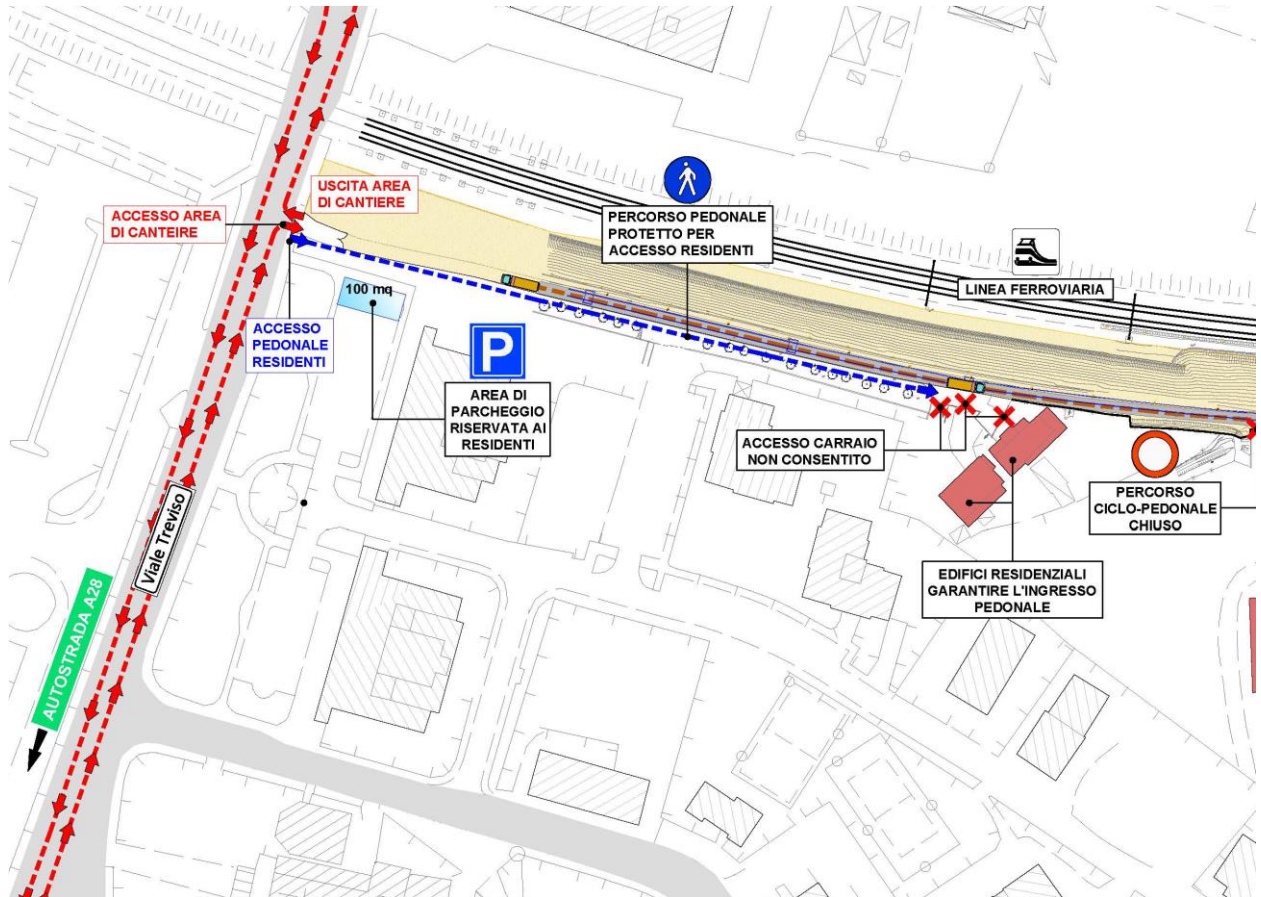 USCITA AREA
DI CANTIERE
ACCESSO AREA
DI CANTEIRE
PERCORSO PEDONALE
PROTETTO PER
ACCESSO RESIDENTI
LINEA FERROVIARIA
100 mq
ACCESSO
PEDONALE
RESIDENTI
P
AREA DI
PARCHEGGIO
RISERVATA AI
RESIDENTI
ACCESSO CARRAIO
NON CONSENTITO
PERCORSO
CICLO-PEDONALE
CHIUSO
EDIFICI RESIDENZIALI
GARANTIRE L'INGRESSO
PEDONALE
Viale Treviso
AUTOSTRADA A28